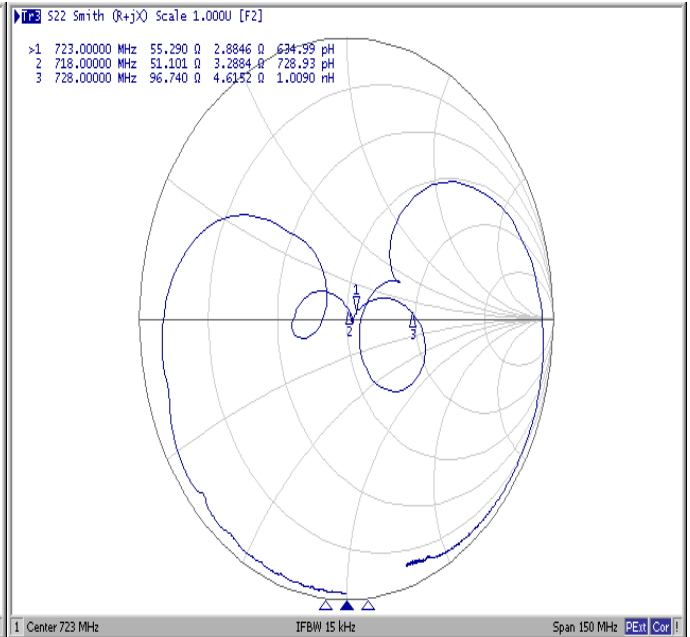 Tr3 S22 Smith (R+jX) Scale 1.000U [F2]
>1 723.00000 MHz 55.290 Ω 2.8846 Ω 634.99 pH
2 718.00000 MHz 51.101 Ω 3.2884 Ω 728.93 pH
3 728.00000 MHz 96.740 Ω 4.6152 Ω 1.0090 nH
1
2
3
1 Center 723 MHz IFBW 15 kHz Span 150 MHz PExt Cor !